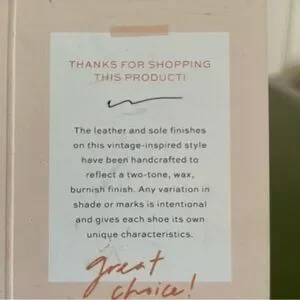 THANKS FOR SHOPPING
THIS PRODUCT!
The leather and sole finishes
on this vintage-inspired style
have been handcrafted to
reflect a two-tone, wax,
burnish finish. Any variation in
shade or marks is intentional
and gives each shoe its own
unique characteristics.
great
choice!